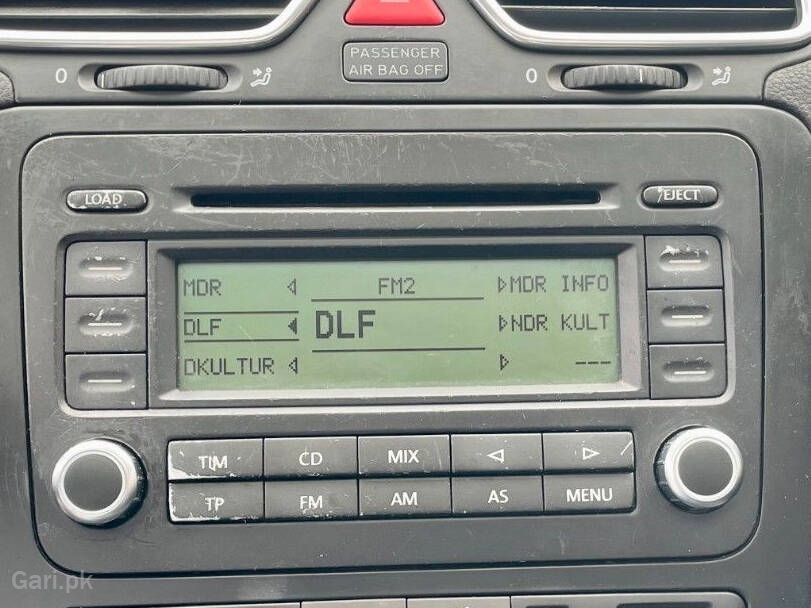 PASSENGER
AIR BAG OFF
0
0
LOAD
EJECT
MDR
FM2
MDR INFO
DLF
DLF
NDR KULT
DKULTUR
---
TIM
CD
MIX
TP
FM
AM
AS
MENU
Gari.pk